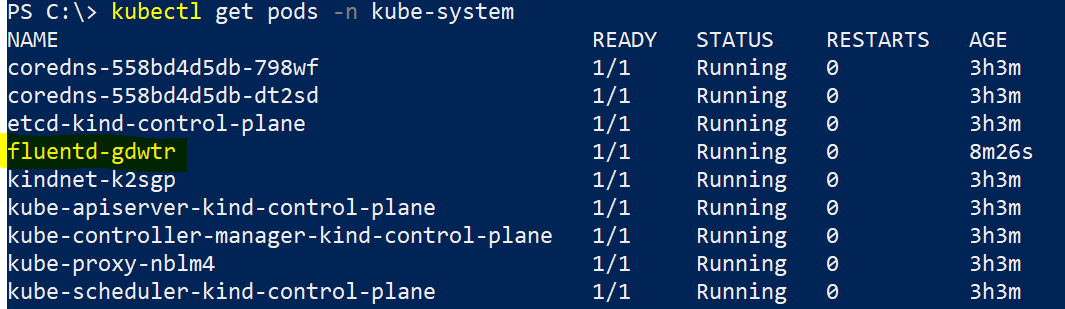 PS C:\> kubectl get pods -n kube-system
NAME READY STATUS RESTARTS AGE
coredns-558bd4d5db-798wf 1/1 Running 0 3h3m
coredns-558bd4d5db-dt2sd 1/1 Running 0 3h3m
etcd-kind-control-plane 1/1 Running 0 3h3m
fluentd-gdwtr 1/1 Running 0 8m26s
kindnet-k2sgp 1/1 Running 0 3h3m
kube-apiserver-kind-control-plane 1/1 Running 0 3h3m
kube-controller-manager-kind-control-plane 1/1 Running 0 3h3m
kube-proxy-nblm4 1/1 Running 0 3h3m
kube-scheduler-kind-control-plane 1/1 Running 0 3h3m